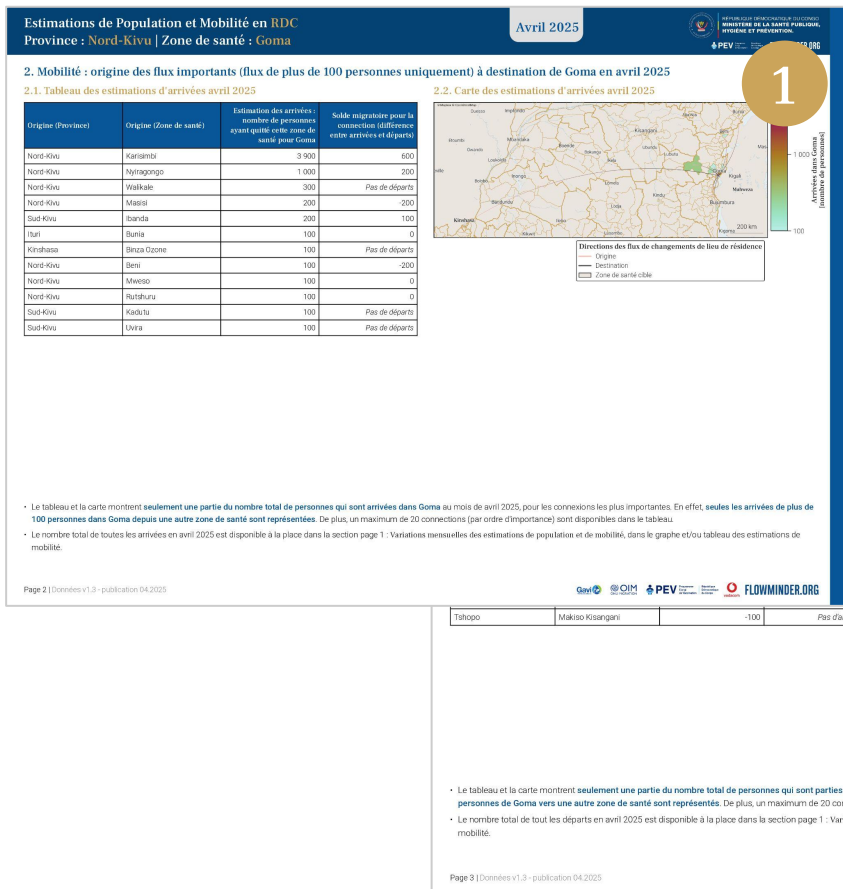 Estimations de Population et Mobilité en RDC
Province : Nord-Kivu | Zone de santé : Goma
Avril 2025
RÉPUBLIQUE DÉMOCRATIQUE DU CONGO
MINISTÈRE DE LA SANTÉ PUBLIQUE,
HYGIÈNE ET PRÉVENTION.
PEV
1
2. Mobilité : origine des flux importants (flux de plus de 100 personnes uniquement) à destination de Goma en avril 2025
2.1. Tableau des estimations d'arrivées avril 2025
Origine (Province) Origine (Zone de santé) Estimation des arrivées : nombre de personnes ayant quitté cette zone de santé pour Goma Solde migratoire pour la connection (différence entre arrivées et départs)
Nord-Kivu Karisimbi 3 900 600
Nord-Kivu Nyiragongo 1 000 200
Nord-Kivu Walikale 300 Pas de départs
Nord-Kivu Masisi 200 -200
Sud-Kivu Ibanda 200 100
Ituri Bunia 100 0
Kinshasa Binza Ozone 100 Pas de départs
Nord-Kivu Beni 100 -200
Nord-Kivu Mweso 100 0
Nord-Kivu Rutshuru 100 0
Sud-Kivu Kadutu 100 Pas de départs
Sud-Kivu Uvira 100 Pas de départs
2.2. Carte des estimations d'arrivées avril 2025
Kisangani
Kigali
Bujumbura
Kindu
Kinshasa
200 km
1 000
100
Arrivées dans Goma
[nombre de personnes]
Directions des flux de changements de lieu de résidence
Origine
Destination
Zone de santé cible
• Le tableau et la carte montrent seulement une partie du nombre total de personnes qui sont arrivées dans Goma au mois de avril 2025, pour les connexions les plus importantes. En effet, seules les arrivées de plus de
100 personnes dans Goma depuis une autre zone de santé sont représentées. De plus, un maximum de 20 connections (par ordre d'importance) sont disponibles dans le tableau.
• Le nombre total de toutes les arrivées en avril 2025 est disponible à la place dans la section page 1 : Variations mensuelles des estimations de population et de mobilité, dans le graphe et/ou tableau des estimations de
mobilité.
Page 2 | Données v1.3 - publication 04.2025
Gavi OIM ONU MIGRATION PEV vodacom FLOWMINDER.ORG
Tshopo Makiso Kisangani -100 Pas d'a
• Le tableau et la carte montrent seulement une partie du nombre total de personnes qui sont parties
personnes de Goma vers une autre zone de santé sont représentés. De plus, un maximum de 20 co
• Le nombre total de tout les départs en avril 2025 est disponible à la place dans la section page 1 : Var
mobilité.
Page 3 | Données v1.3 - publication 04.2025